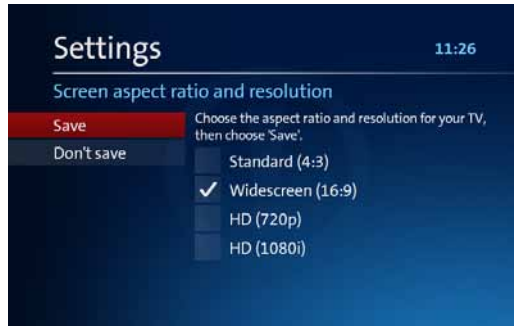 Settings
11:26
Screen aspect ratio and resolution
Save
Don't save
Choose the aspect ratio and resolution for your TV,
then choose 'Save'.
Standard (4:3)
Widescreen (16:9)
HD (720p)
HD (1080i)